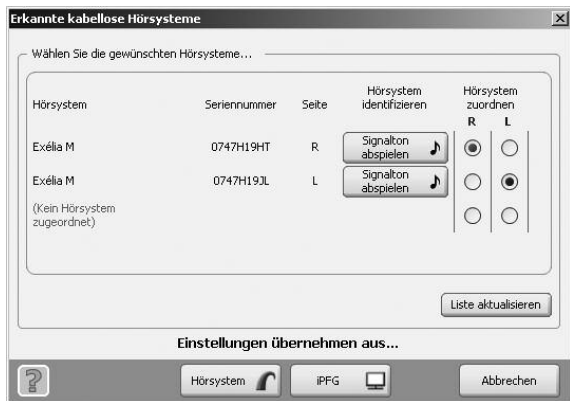 Erkannte kabellose Hörsysteme
Wählen Sie die gewünschten Hörsysteme...
Hörsystem Seriennummer Seite Hörsystem identifizieren Hörsystem zuordnen
R L
Exélia M 0747H19HT R Signalton abspielen
Exélia M 0747H19JL L Signalton abspielen
(Kein Hörsystem
zugeordnet)
Liste aktualisieren
Einstellungen übernehmen aus...
? Hörsystem iPFG Abbrechen